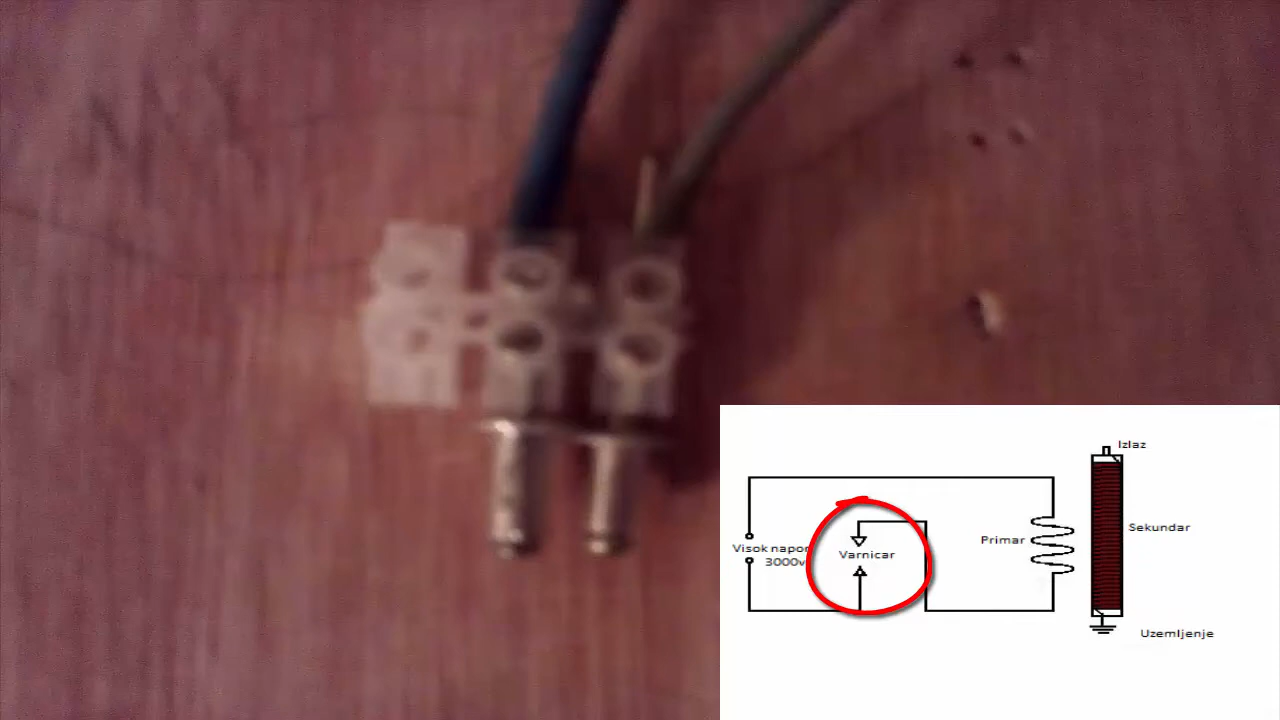 Izlaz
Sekundar
Primar
Visok napon
3000v
Varnicar
Uzemljenje